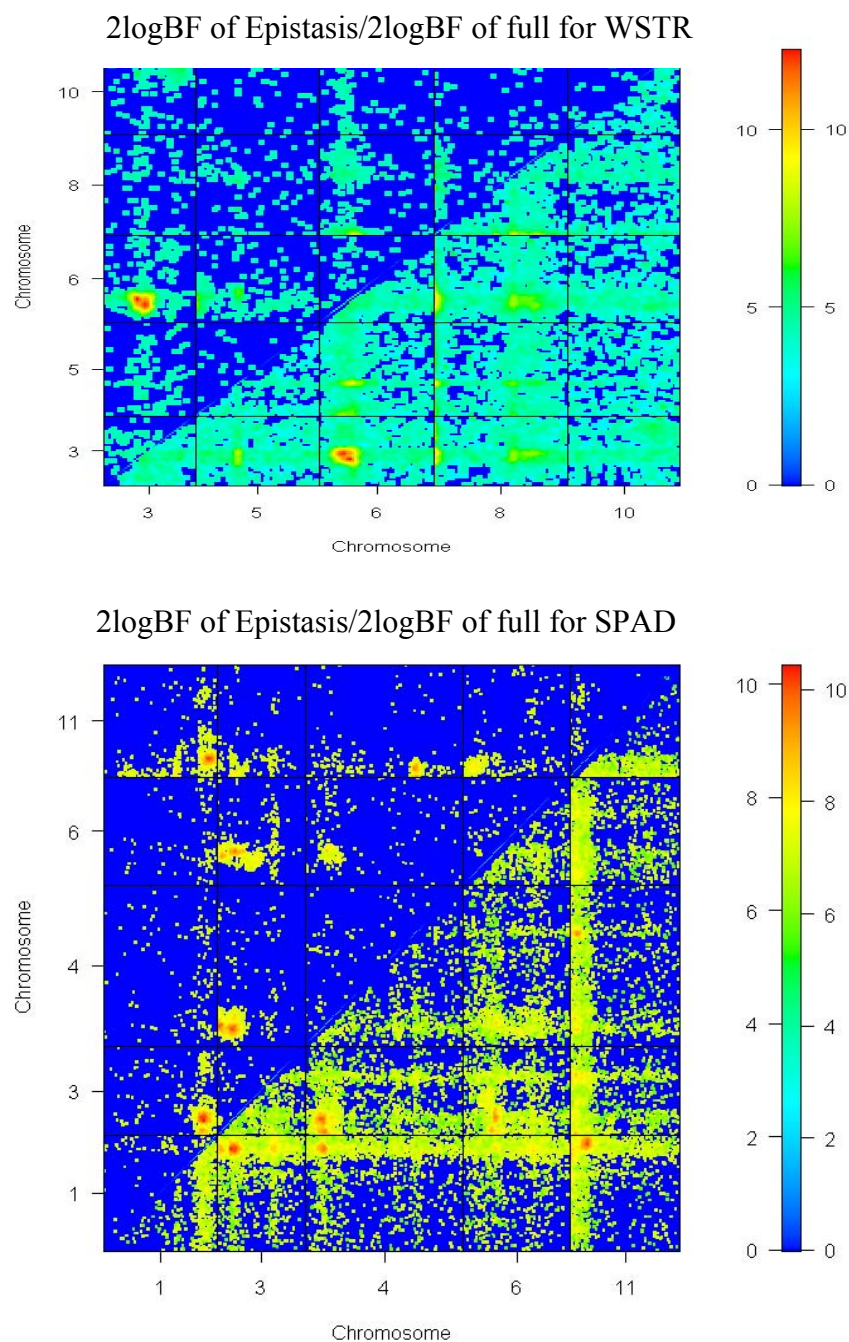 2logBF of Epistasis/2logBF of full for WSTR
10
8
6
5
3
Chromosome
3 5 6 8 10
Chromosome
10 10
5 5
0 0
2logBF of Epistasis/2logBF of full for SPAD
11
6
4
3
1
Chromosome
1 3 4 6 11
Chromosome
10 10
8 8
6 6
4 4
2 2
0 0